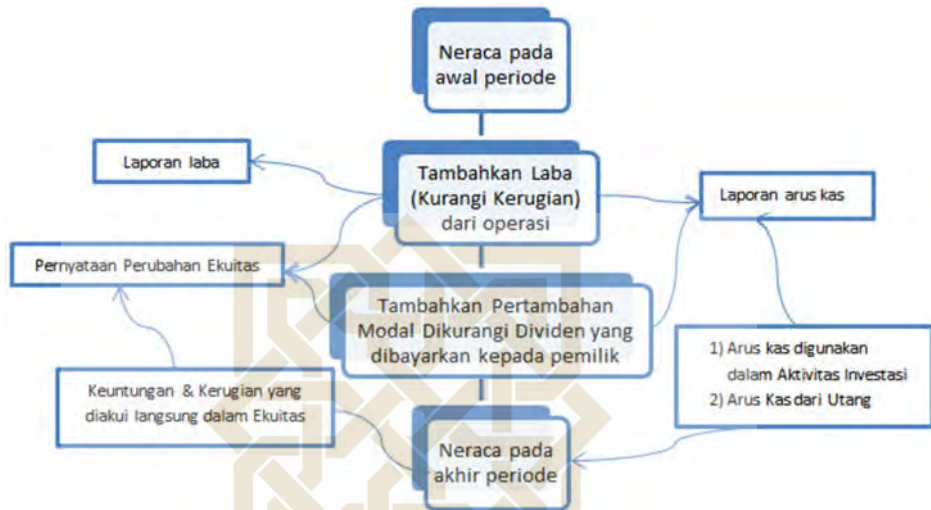 Neraca pada
awal periode
Laporan laba
Tambahkan Laba
(Kurangi Kerugian)
dari operasi
Laporan arus kas
Pernyataan Perubahan Ekuitas
Tambahkan Pertambahan
Modal Dikurangi Dividen yang
dibayarkan kepada pemilik
1) Arus kas digunakan
dalam Aktivitas Investasi
2) Arus Kas dari Utang
Keuntungan & Kerugian yang
diakui langsung dalam Ekuitas
Neraca pada
akhir periode